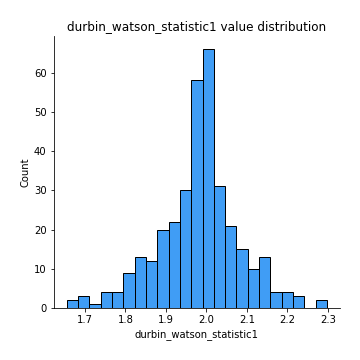 durbin_watson_statistic1 value distribution
60
50
40
30
20
10
0
Count
1.7 1.8 1.9 2.0 2.1 2.2 2.3
durbin_watson_statistic1